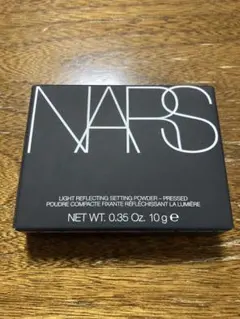 NARS
LIGHT REFLECTING SETTING POWDER – PRESSED
POUDRE COMPACTE FIXANTE RÉFLÉCHISSANT LA LUMIÈRE
NET WT. 0.35 Oz. 10 g ℮